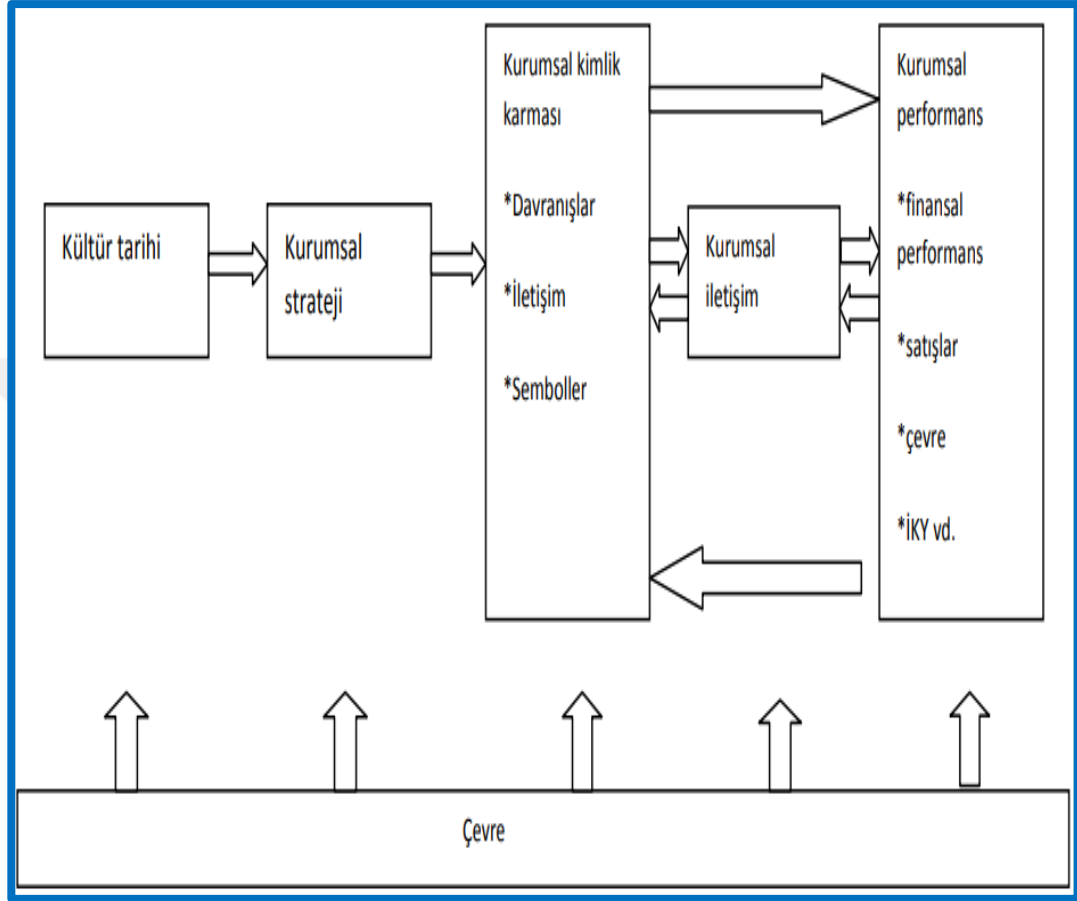 Kültür tarihi
Kurumsal
strateji
Kurumsal kimlik
karması
*Davranışlar
*İletişim
*Semboller
Kurumsal
iletişim
Kurumsal
performans
*finansal
performans
*satışlar
*çevre
*İKY vd.
Çevre